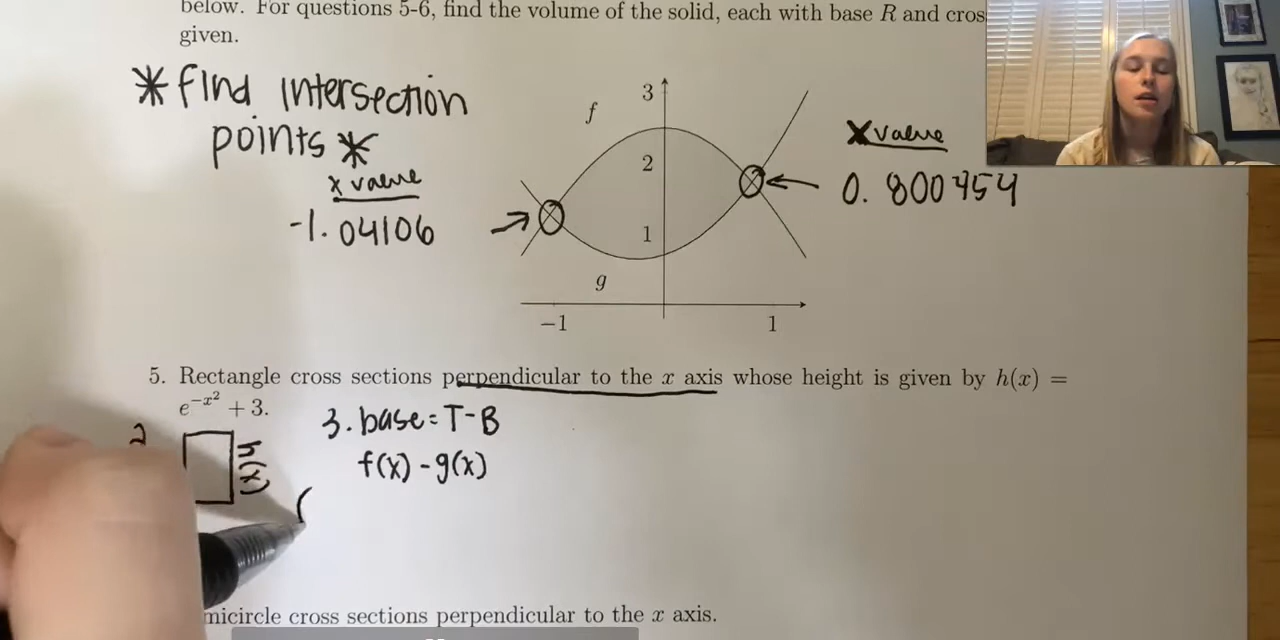 below. For questions 5-6, find the volume of the solid, each with base R and cros
given.
* find intersection
points *
x value
-1.04106
f
3
2
1
g
-1
1
x value
0.800454
5. Rectangle cross sections perpendicular to the x axis whose height is given by h(x) =
e^{-x^2} + 3.
2
h(x)
3. base = T-B
f(x) - g(x)
(
micircle cross sections perpendicular to the x axis.